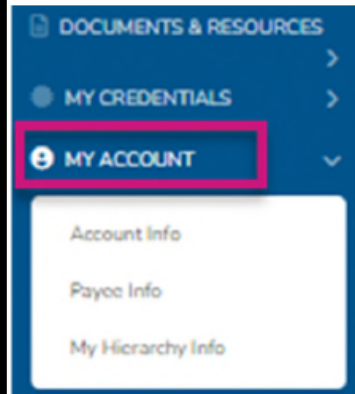 DOCUMENTS & RESOURCES
MY CREDENTIALS
MY ACCOUNT
Account Info
Payee Info
My Hierarchy Info